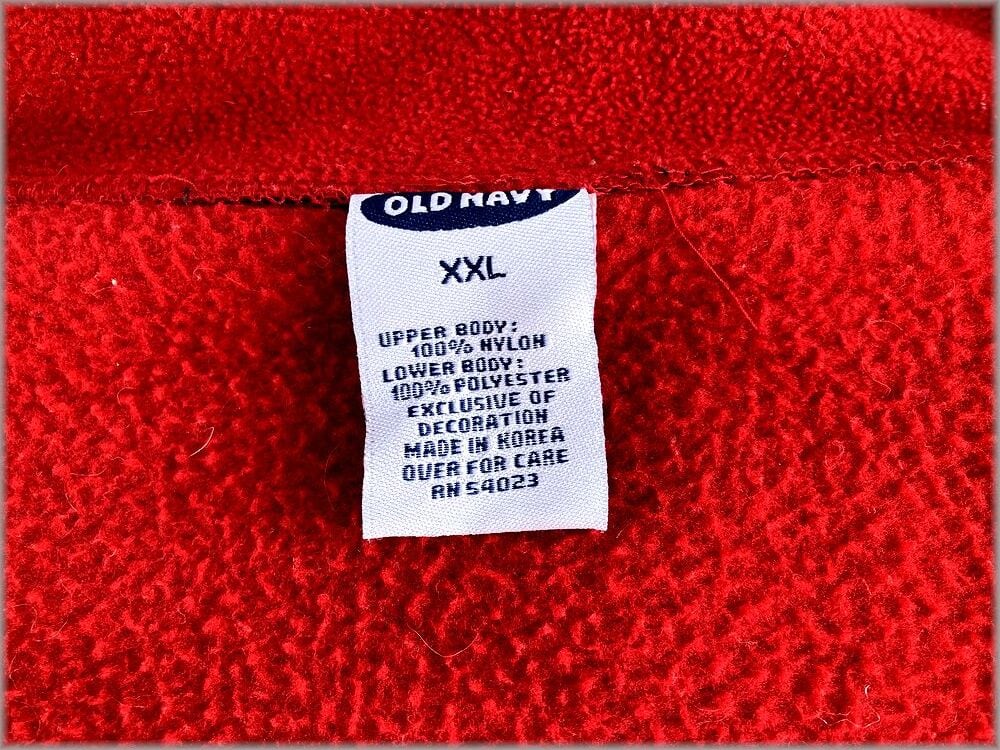 OLD NAVY
XXL
UPPER BODY:
100% NYLON
LOWER BODY:
100% POLYESTER
EXCLUSIVE OF
DECORATION
MADE IN KOREA
OVER FOR CARE
RN 54023